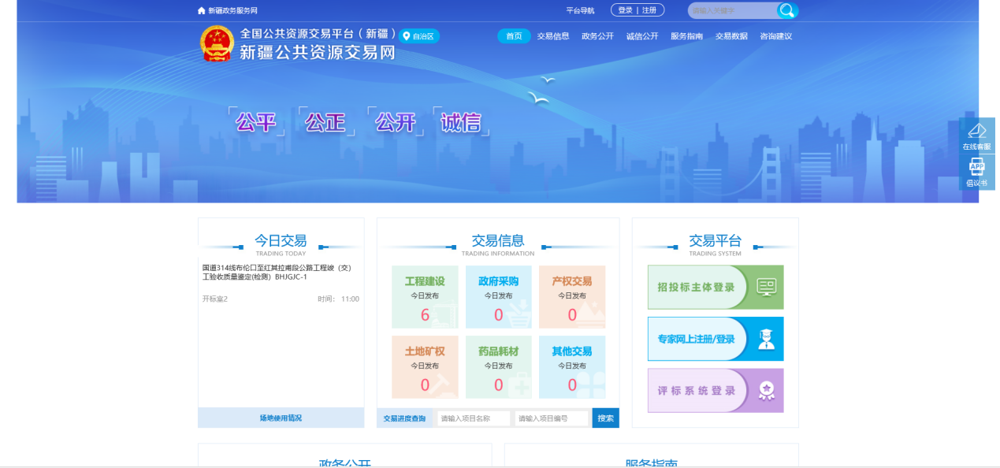 新疆政务服务网
平台导航
登录 | 注册
请输入关键字
全国公共资源交易平台（新疆）
自治区
新疆公共资源交易网
首页 交易信息 政务公开 诚信公开 服务指南 交易数据 咨询建议
公平 公正 公开 诚信
在线客服
APP
倡议书
今日交易
TRADING TODAY
国道314线布伦口至红其拉甫段公路工程竣（交）
工验收质量鉴定(检测）BHJGJC-1
开标室2 时间： 11:00
场地使用情况
交易信息
TRADING INFORMATION
工程建设 政府采购 产权交易
今日发布 今日发布 今日发布
6 0 0
土地矿权 药品耗材 其他交易
今日发布 今日发布 今日发布
0 0 0
交易进度查询 请输入项目名称 请输入项目编号 搜索
交易平台
TRADING SYSTEM
招投标主体登录
专家网上注册/登录
评标系统登录
政务公开
服务指南